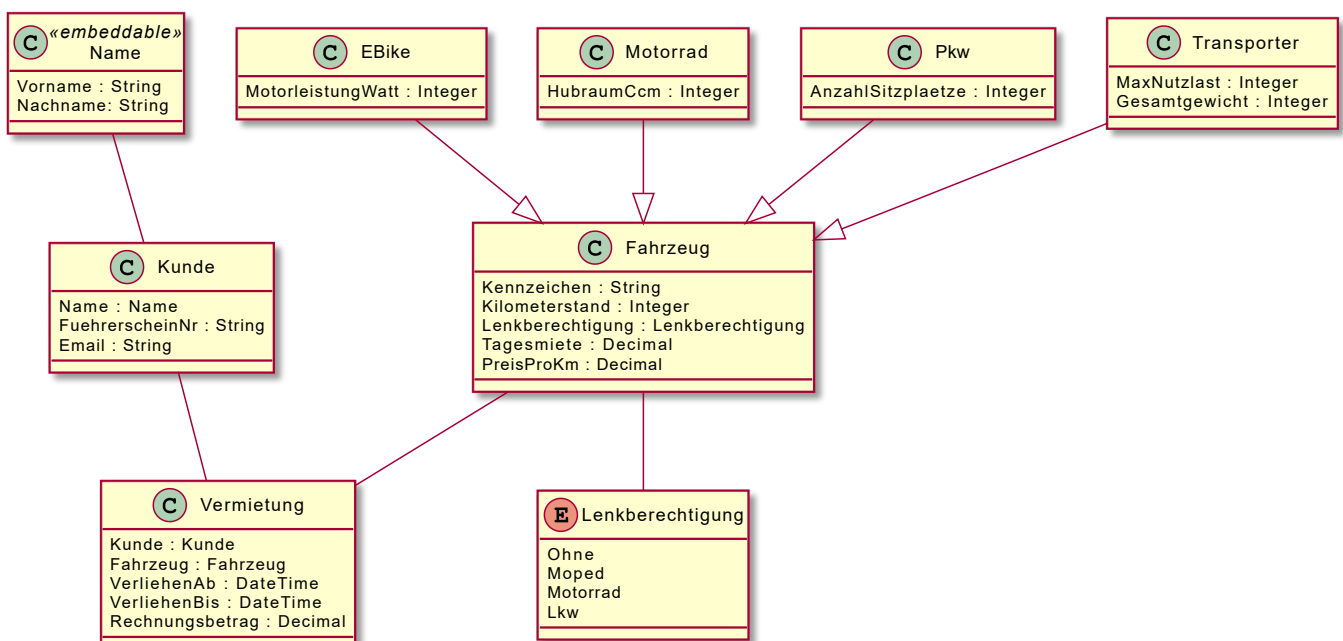 C «embeddable»
Name
Vorname : String
Nachname: String
C EBike
MotorleistungWatt : Integer
C Motorrad
HubraumCcm : Integer
C Pkw
AnzahlSitzplaetze : Integer
C Transporter
MaxNutzlast : Integer
Gesamtgewicht : Integer
C Kunde
Name : Name
FuehrerscheinNr : String
Email : String
C Fahrzeug
Kennzeichen : String
Kilometerstand : Integer
Lenkberechtigung : Lenkberechtigung
Tagesmiete : Decimal
PreisProKm : Decimal
C Vermietung
Kunde : Kunde
Fahrzeug : Fahrzeug
VerliehenAb : DateTime
VerliehenBis : DateTime
Rechnungsbetrag : Decimal
E Lenkberechtigung
Ohne
Moped
Motorrad
Lkw